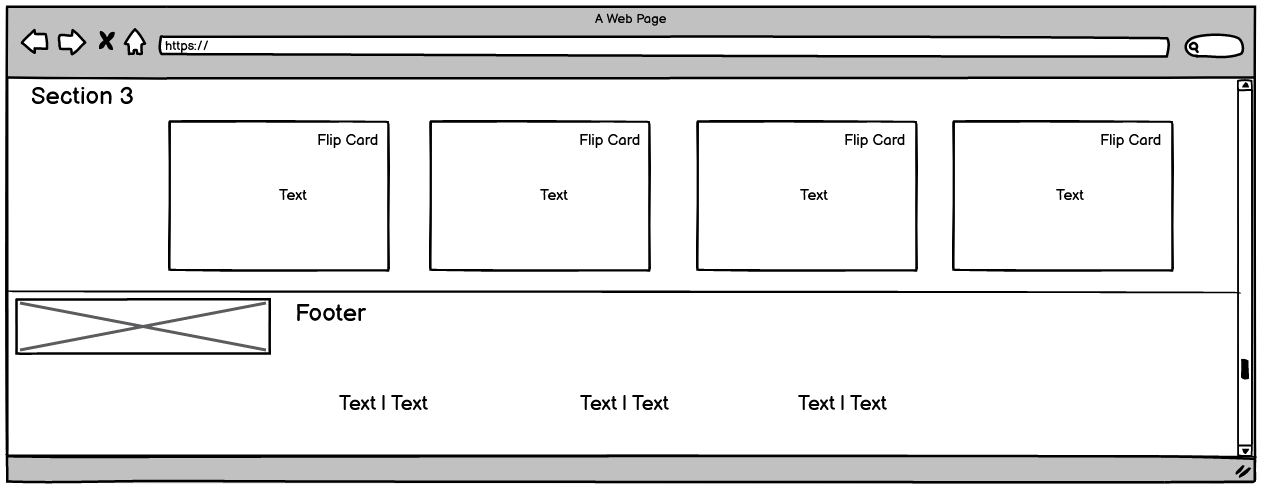 A Web Page
https://
Section 3
Flip Card Flip Card Flip Card Flip Card
Text Text Text Text
Footer
Text | Text Text | Text Text | Text